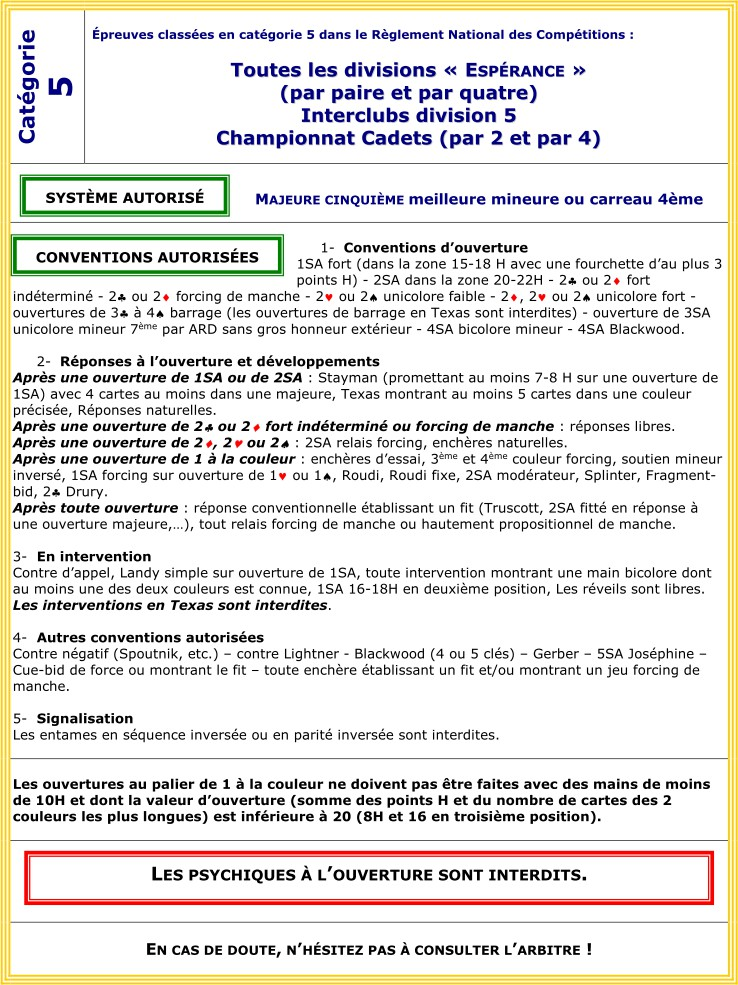 Catégorie
5
Épreuves classées en catégorie 5 dans le Règlement National des Compétitions :
Toutes les divisions « ESPÉRANCE »
(par paire et par quatre)
Interclubs division 5
Championnat Cadets (par 2 et par 4)
SYSTÈME AUTORISÉ
MAJEURE CINQUIÈME meilleure mineure ou carreau 4ème
CONVENTIONS AUTORISÉES
1- Conventions d’ouverture
1SA fort (dans la zone 15-18 H avec une fourchette d’au plus 3
points H) - 2SA dans la zone 20-22H - 2♣ ou 2♦ fort
indéterminé - 2♣ ou 2♦ forcing de manche - 2♥ ou 2♠ unicolore faible - 2♦, 2♥ ou 2♠ unicolore fort -
ouvertures de 3♣ à 4♠ barrage (les ouvertures de barrage en Texas sont interdites) - ouverture de 3SA
unicolore mineur 7ème par ARD sans gros honneur extérieur - 4SA bicolore mineur - 4SA Blackwood.
2- Réponses à l’ouverture et développements
Après une ouverture de 1SA ou de 2SA : Stayman (promettant au moins 7-8 H sur une ouverture de
1SA) avec 4 cartes au moins dans une majeure, Texas montrant au moins 5 cartes dans une couleur
précisée, Réponses naturelles.
Après une ouverture de 2♣ ou 2♦ fort indéterminé ou forcing de manche : réponses libres.
Après une ouverture de 2♦, 2♥ ou 2♠ : 2SA relais forcing, enchères naturelles.
Après une ouverture de 1 à la couleur : enchères d’essai, 3ème et 4ème couleur forcing, soutien mineur
inversé, 1SA forcing sur ouverture de 1♥ ou 1♠, Roudi, Roudi fixe, 2SA modérateur, Splinter, Fragment-
bid, 2♣ Drury.
Après toute ouverture : réponse conventionnelle établissant un fit (Truscott, 2SA fitté en réponse à
une ouverture majeure,…), tout relais forcing de manche ou hautement propositionnel de manche.
3- En intervention
Contre d’appel, Landy simple sur ouverture de 1SA, toute intervention montrant une main bicolore dont
au moins une des deux couleurs est connue, 1SA 16-18H en deuxième position, Les réveils sont libres.
Les interventions en Texas sont interdites.
4- Autres conventions autorisées
Contre négatif (Spoutnik, etc.) – contre Lightner - Blackwood (4 ou 5 clés) – Gerber – 5SA Joséphine –
Cue-bid de force ou montrant le fit – toute enchère établissant un fit et/ou montrant un jeu forcing de
manche.
5- Signalisation
Les entames en séquence inversée ou en parité inversée sont interdites.
Les ouvertures au palier de 1 à la couleur ne doivent pas être faites avec des mains de moins
de 10H et dont la valeur d’ouverture (somme des points H et du nombre de cartes des 2
couleurs les plus longues) est inférieure à 20 (8H et 16 en troisième position).
LES PSYCHIQUES À L’OUVERTURE SONT INTERDITS.
EN CAS DE DOUTE, N’HÉSITEZ PAS À CONSULTER L’ARBITRE !